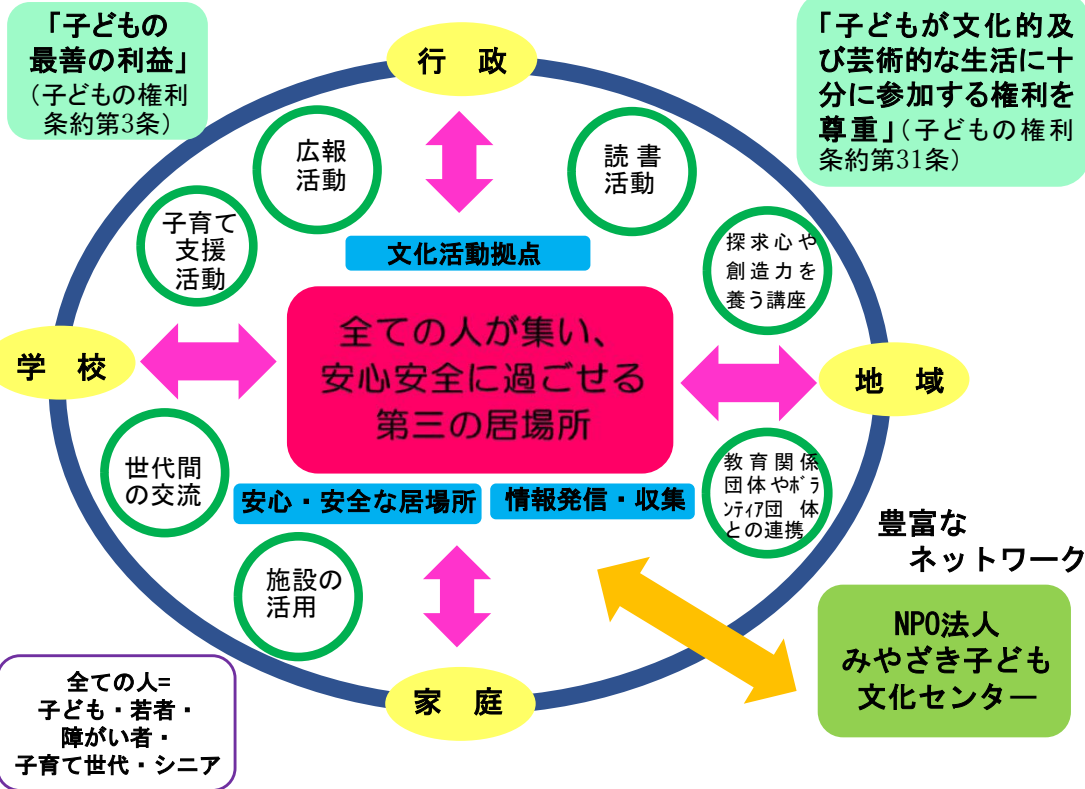 「子どもの
最善の利益」
（子どもの権利
条約第3条）
行 政
「子どもが文化的及
び芸術的な生活に十
分に参加する権利を
尊重」（子どもの権利
条約第31条）
広報
活動
読書
活動
子育て
支援
活動
文化活動拠点
探求心や
創造力を
養う講座
学 校
全ての人が集い、
安心安全に過ごせる
第三の居場所
地 域
世代間
の交流
安心・安全な居場所
情報発信・収集
教育関係
団体やボラ
ンティア団 体
との連携
豊富な
ネットワーク
施設の
活用
NPO法人
みやざき子ども
文化センター
全ての人=
子ども・若者・
障がい者・
子育て世代・シニア
家 庭